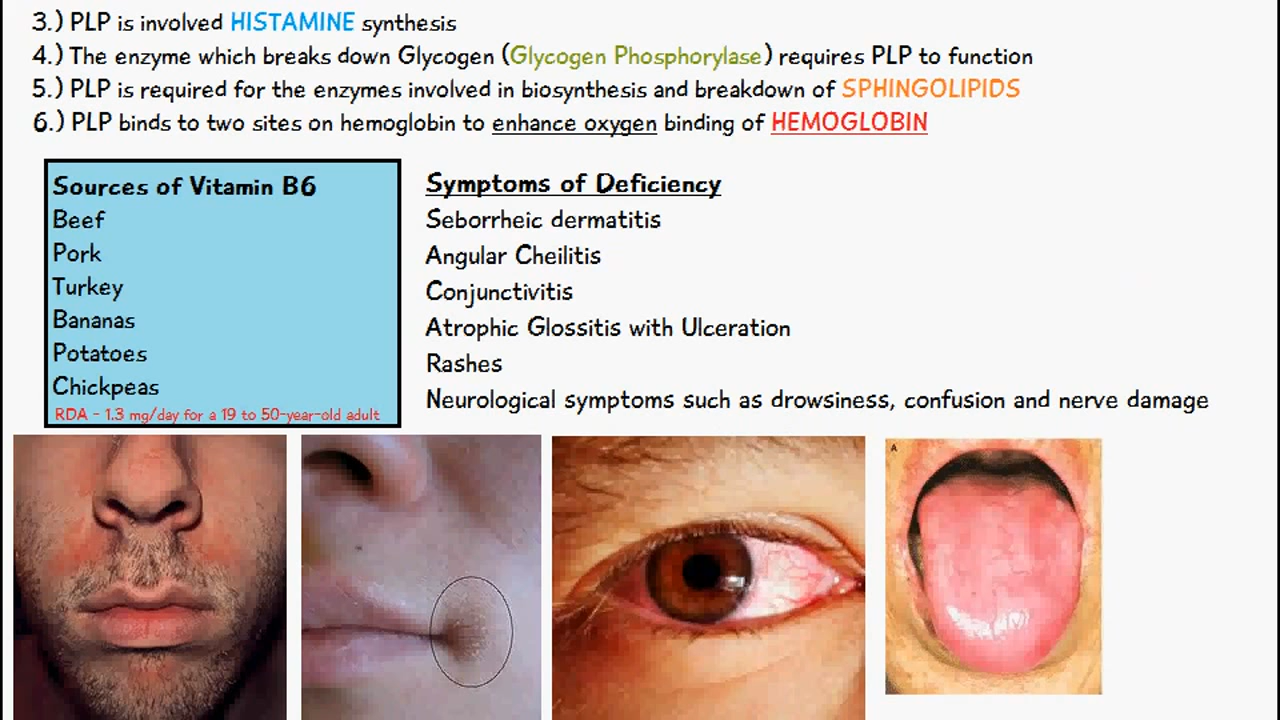 3.) PLP is involved HISTAMINE synthesis
4.) The enzyme which breaks down Glycogen (Glycogen Phosphorylase) requires PLP to function
5.) PLP is required for the enzymes involved in biosynthesis and breakdown of SPHINGOLIPIDS
6.) PLP binds to two sites on hemoglobin to enhance oxygen binding of HEMOGLOBIN
Sources of Vitamin B6
Beef
Pork
Turkey
Bananas
Potatoes
Chickpeas
RDA - 1.3 mg/day for a 19 to 50-year-old adult
Symptoms of Deficiency
Seborrheic dermatitis
Angular Cheilitis
Conjunctivitis
Atrophic Glossitis with Ulceration
Rashes
Neurological symptoms such as drowsiness, confusion and nerve damage
A